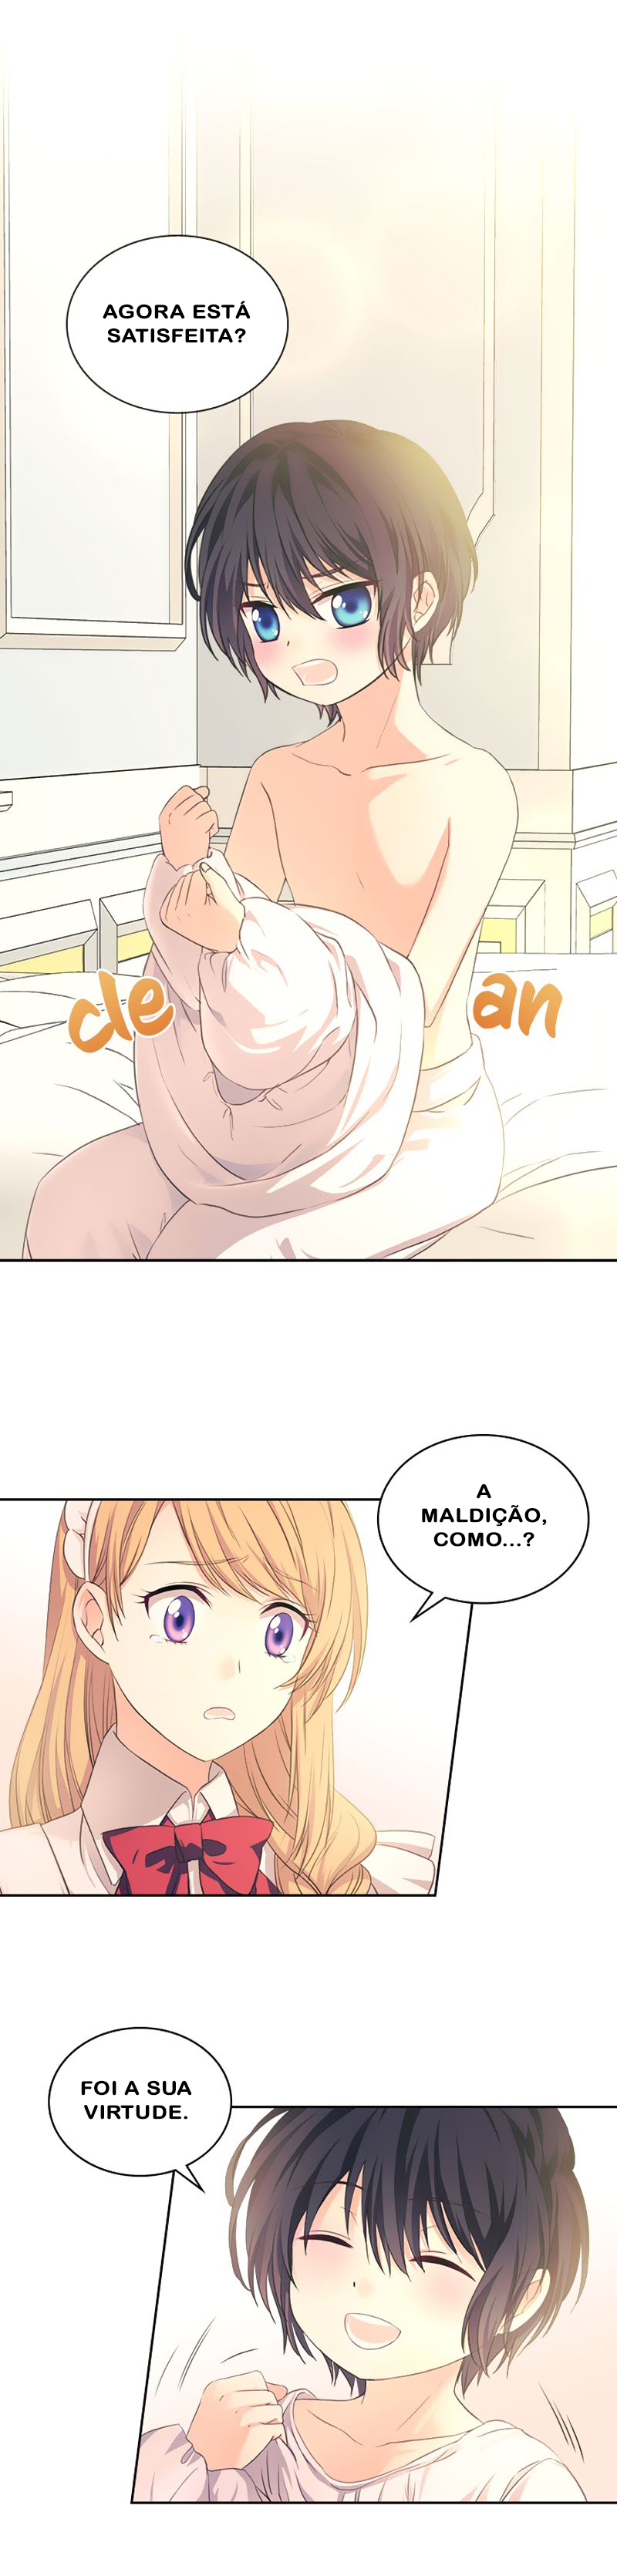 AGORA ESTÁ
SATISFEITA?
cle an
A
MALDIÇÃO,
COMO...?
FOI A SUA
VIRTUDE.